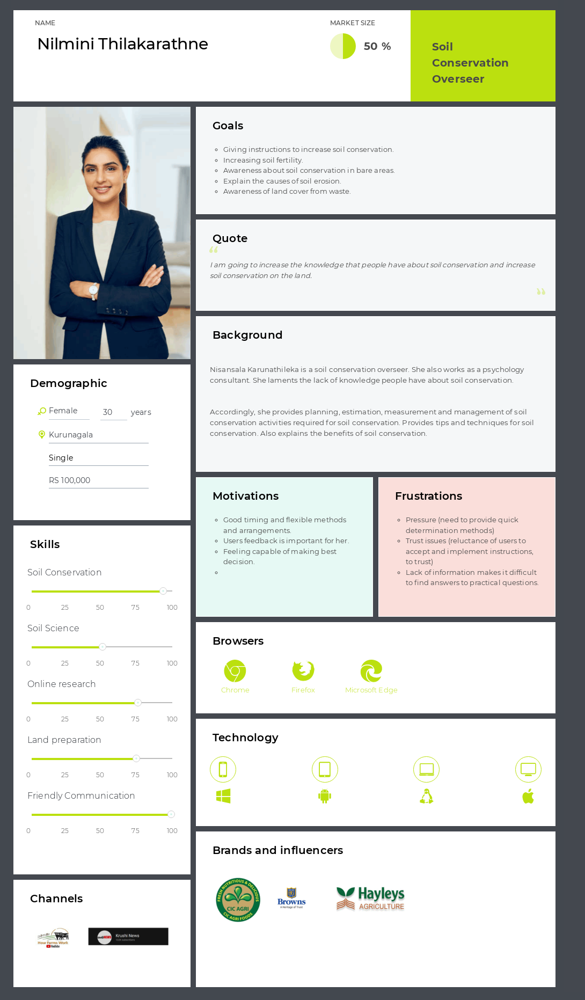 NAME
Nilmini Thilakarathne
MARKET SIZE
50 %
Soil
Conservation
Overseer
Goals
Giving instructions to increase soil conservation.
Increasing soil fertility.
Awareness about soil conservation in bare areas.
Explain the causes of soil erosion.
Awareness of land cover from waste.
Quote
“
I am going to increase the knowledge that people have about soil conservation and increase
soil conservation on the land.
”
Background
Nisansala Karunathileka is a soil conservation overseer. She also works as a psychology
consultant. She laments the lack of knowledge people have about soil conservation.
Accordingly, she provides planning, estimation, measurement and management of soil
conservation activities required for soil conservation. Provides tips and techniques for soil
conservation. Also explains the benefits of soil conservation.
Demographic
Female 30 years
Kurunagala
Single
RS 100,000
Motivations
Good timing and flexible methods
and arrangements.
Users feedback is important for her.
Feeling capable of making best
decision.
Frustrations
Pressure (need to provide quick
determination methods)
Trust issues (reluctance of users to
accept and implement instructions,
to trust)
Lack of information makes it difficult
to find answers to practical questions.
Skills
Soil Conservation
0 25 50 75 100
Soil Science
0 25 50 75 100
Online research
0 25 50 75 100
Land preparation
0 25 50 75 100
Friendly Communication
0 25 50 75 100
Browsers
Chrome
Firefox
Microsoft Edge
Technology
Brands and influencers
FRESH NUTRITIOUS & DELICIOUS
CIC AGRI
CIC AGRI FOODS
Browns
A Heritage of Trust
Hayleys
AGRICULTURE
Channels
How Farms Work
YouTube
NEWS
Krushi News
subscribers